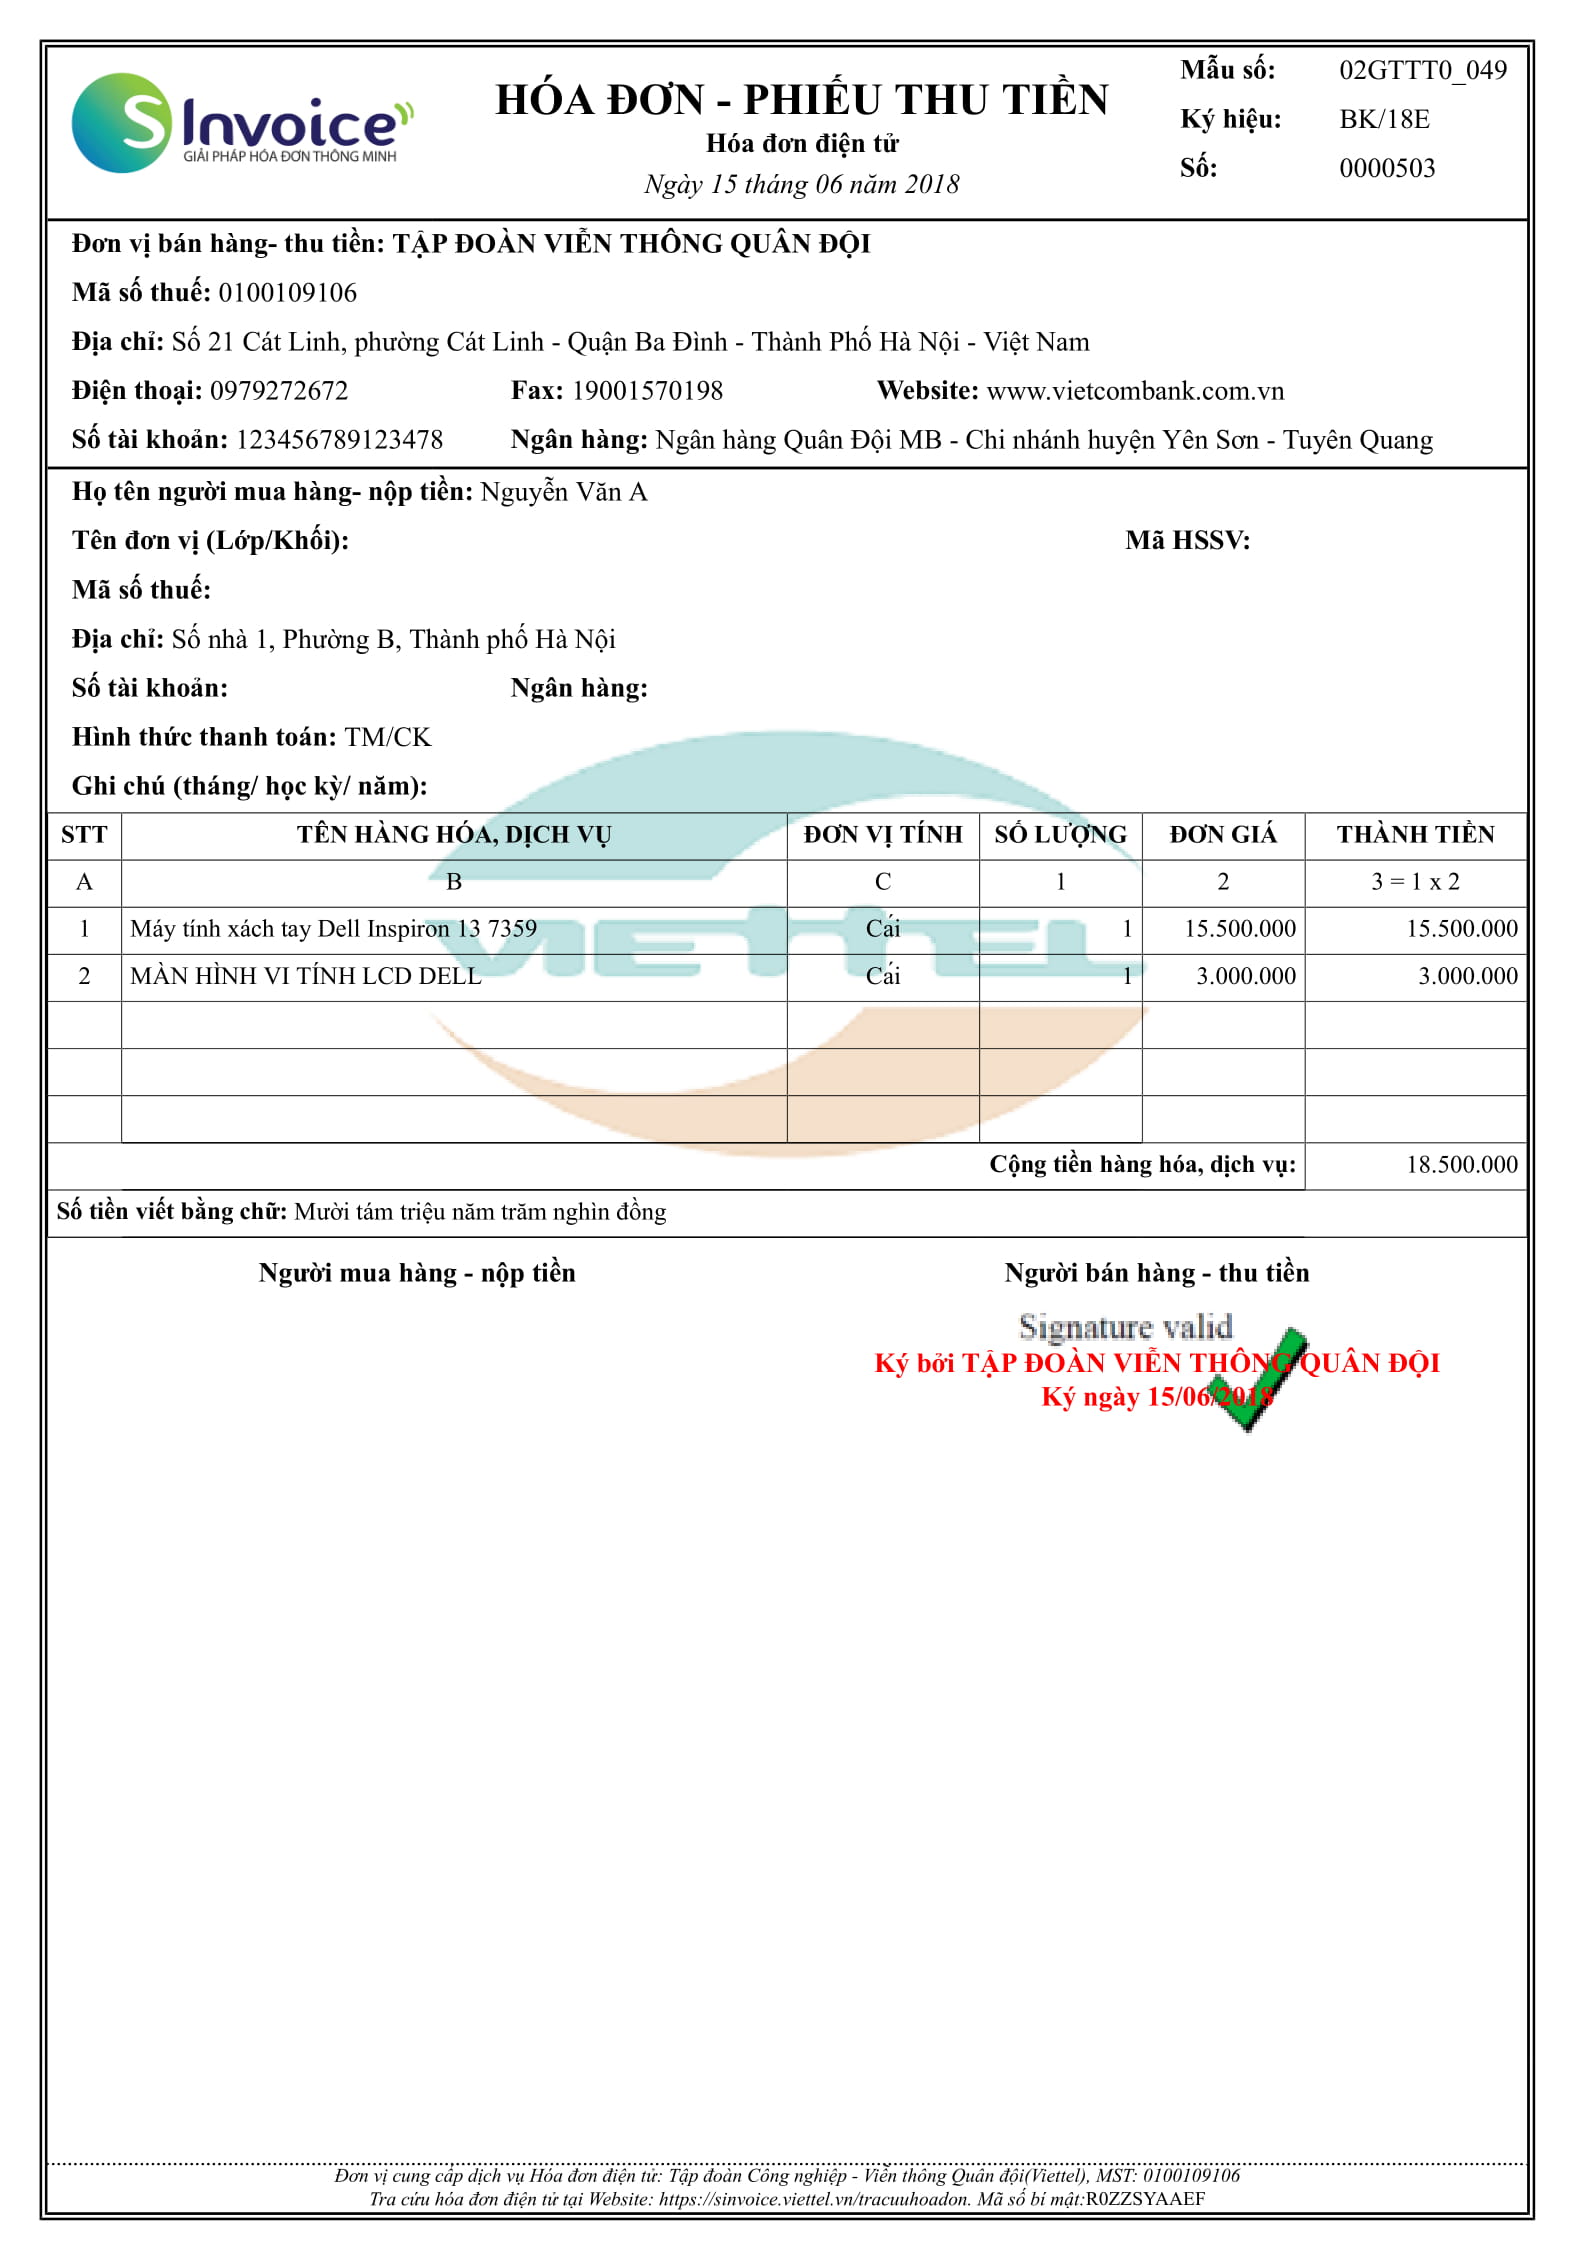 S Invoice
GIẢI PHÁP HÓA ĐƠN THÔNG MINH
HÓA ĐƠN - PHIẾU THU TIỀN
Hóa đơn điện tử
Ngày 15 tháng 06 năm 2018
Mẫu số: 02GTTT0_049
Ký hiệu: BK/18E
Số: 0000503
Đơn vị bán hàng- thu tiền: TẬP ĐOÀN VIỄN THÔNG QUÂN ĐỘI
Mã số thuế: 0100109106
Địa chỉ: Số 21 Cát Linh, phường Cát Linh - Quận Ba Đình - Thành Phố Hà Nội - Việt Nam
Điện thoại: 0979272672 Fax: 19001570198 Website: www.vietcombank.com.vn
Số tài khoản: 123456789123478 Ngân hàng: Ngân hàng Quân Đội MB - Chi nhánh huyện Yên Sơn - Tuyên Quang
Họ tên người mua hàng- nộp tiền: Nguyễn Văn A
Tên đơn vị (Lớp/Khối): Mã HSSV:
Mã số thuế:
Địa chỉ: Số nhà 1, Phường B, Thành phố Hà Nội
Số tài khoản: Ngân hàng:
Hình thức thanh toán: TM/CK
Ghi chú (tháng/ học kỳ/ năm):
STT TÊN HÀNG HÓA, DỊCH VỤ ĐƠN VỊ TÍNH SỐ LƯỢNG ĐƠN GIÁ THÀNH TIỀN
A B C 1 2 3 = 1 x 2
1 Máy tính xách tay Dell Inspiron 13 7359 Cái 1 15.500.000 15.500.000
VIETTEL
2 MÀN HÌNH VI TÍNH LCD DELL Cái 1 3.000.000 3.000.000
Cộng tiền hàng hóa, dịch vụ: 18.500.000
Số tiền viết bằng chữ: Mười tám triệu năm trăm nghìn đồng
Người mua hàng - nộp tiền Người bán hàng - thu tiền
Signature valid
Ký bởi TẬP ĐOÀN VIỄN THÔNG QUÂN ĐỘI
Ký ngày 15/06/2018
Đơn vị cung cấp dịch vụ Hóa đơn điện tử: Tập đoàn Công nghiệp - Viễn thông Quân đội(Viettel), MST: 0100109106
Tra cứu hóa đơn điện tử tại Website: https://sinvoice.viettel.vn/tracuuhoadon. Mã số bí mật:R0ZZSYAAEF